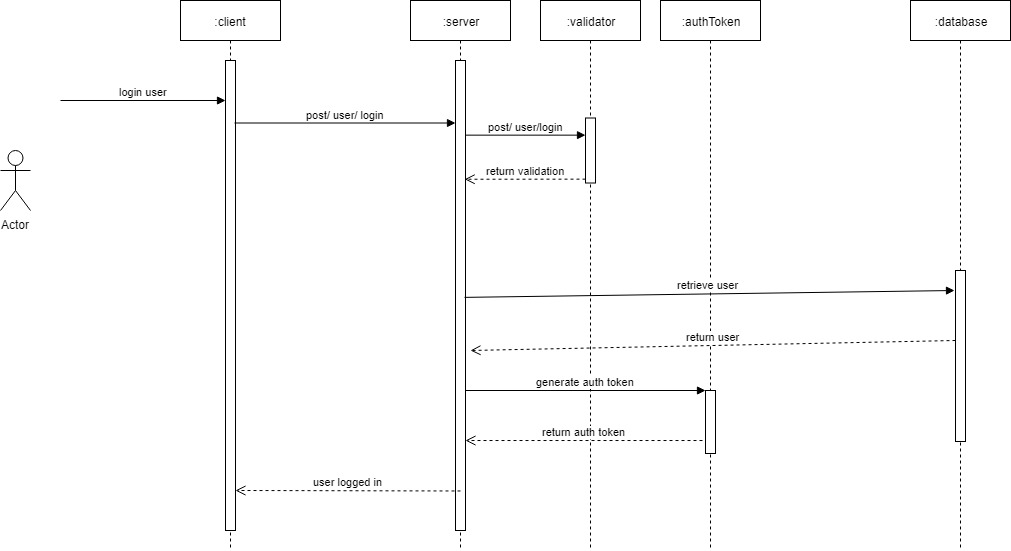 :client
:server
:validator
:authToken
:database
login user
post/ user/ login
post/ user/login
return validation
Actor
retrieve user
return user
generate auth token
return auth token
user logged in